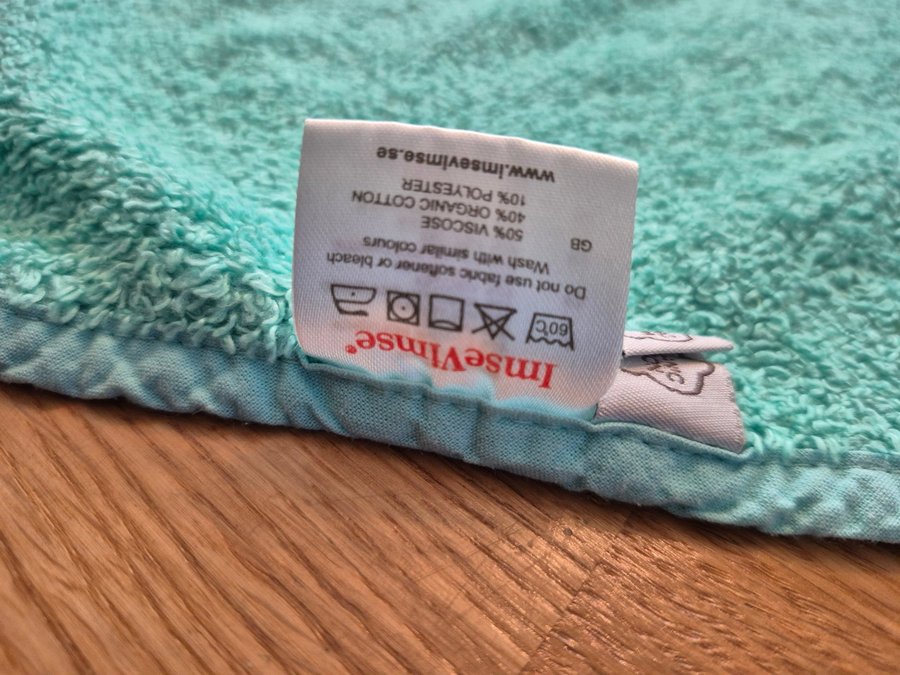 ImseVimse®
60°C
Do not use fabric softener or bleach
Wash with similar colours
GB
50% VISCOSE
40% ORGANIC COTTON
10% POLYESTER
www.imsevimse.se